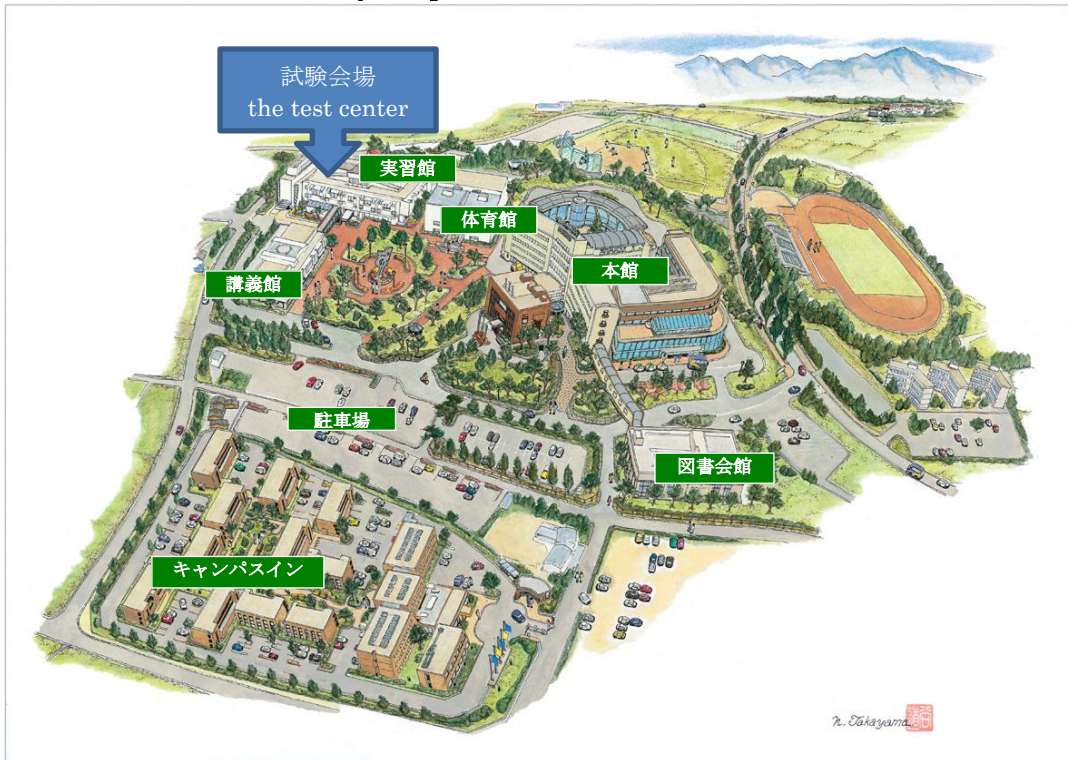 試験会場
the test center
実習館
体育館
本館
講義館
駐車場
図書会館
キャンパスイン
n. Takayama